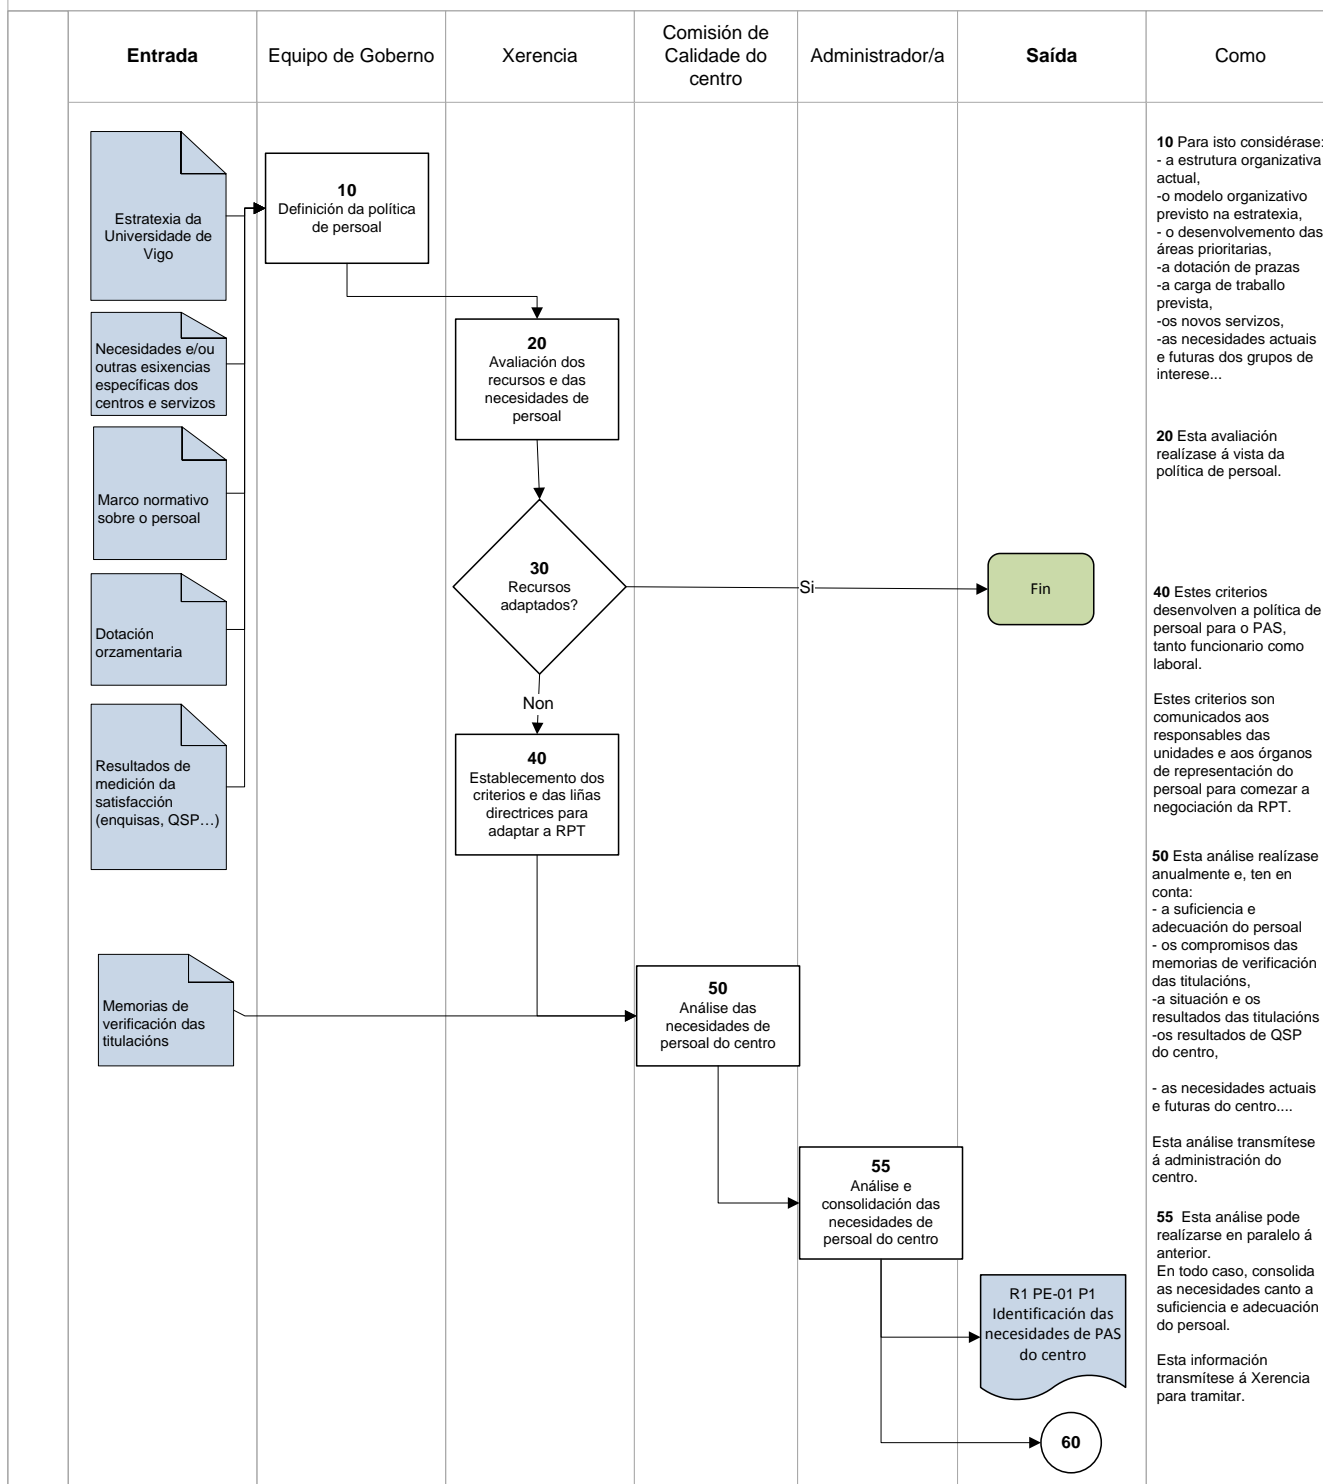 Entrada
Equipo de Goberno
Xerencia
Comisión de
Calidade do
centro
Administrador/a
Saída
Como
Estratexia da
Universidade de
Vigo
Necesidades e/ou
outras esixencias
específicas dos
centros e servizos
Marco normativo
sobre o persoal
Dotación
orzamentaria
Resultados de
medición da
satisfacción
(enquisas, QSP…)
Memorias de
verificación das
titulacións
10
Definición da política
de persoal
20
Avaliación dos
recursos e das
necesidades de
persoal
30
Recursos
adaptados?
Si
Fin
Non
40
Establecemento dos
criterios e das liñas
directrices para
adaptar a RPT
50
Análise das
necesidades de
persoal do centro
55
Análise e
consolidación das
necesidades de
persoal do centro
R1 PE-01 P1
Identificación das
necesidades de PAS
do centro
60
10 Para isto considérase:
- a estrutura organizativa
actual,
-o modelo organizativo
previsto na estratexia,
- o desenvolvemento das
áreas prioritarias,
-a dotación de prazas
-a carga de traballo
prevista,
-os novos servizos,
-as necesidades actuais
e futuras dos grupos de
interese...
20 Esta avaliación
realízase á vista da
política de persoal.
40 Estes criterios
desenvolven a política de
persoal para o PAS,
tanto funcionario como
laboral.
Estes criterios son
comunicados aos
responsables das
unidades e aos órganos
de representación do
persoal para comezar a
negociación da RPT.
50 Esta análise realízase
anualmente e, ten en
conta:
- a suficiencia e
adecuación do persoal
- os compromisos das
memorias de verificación
das titulacións,
-a situación e os
resultados das titulacións
-os resultados de QSP
do centro,
- as necesidades actuais
e futuras do centro....
Esta análise transmítese
á administración do
centro.
55 Esta análise pode
realízarse en paralelo á
anterior.
En todo caso, consolida
as necesidades canto a
suficiencia e adecuación
do persoal.
Esta información
transmítese á Xerencia
para tramitar.